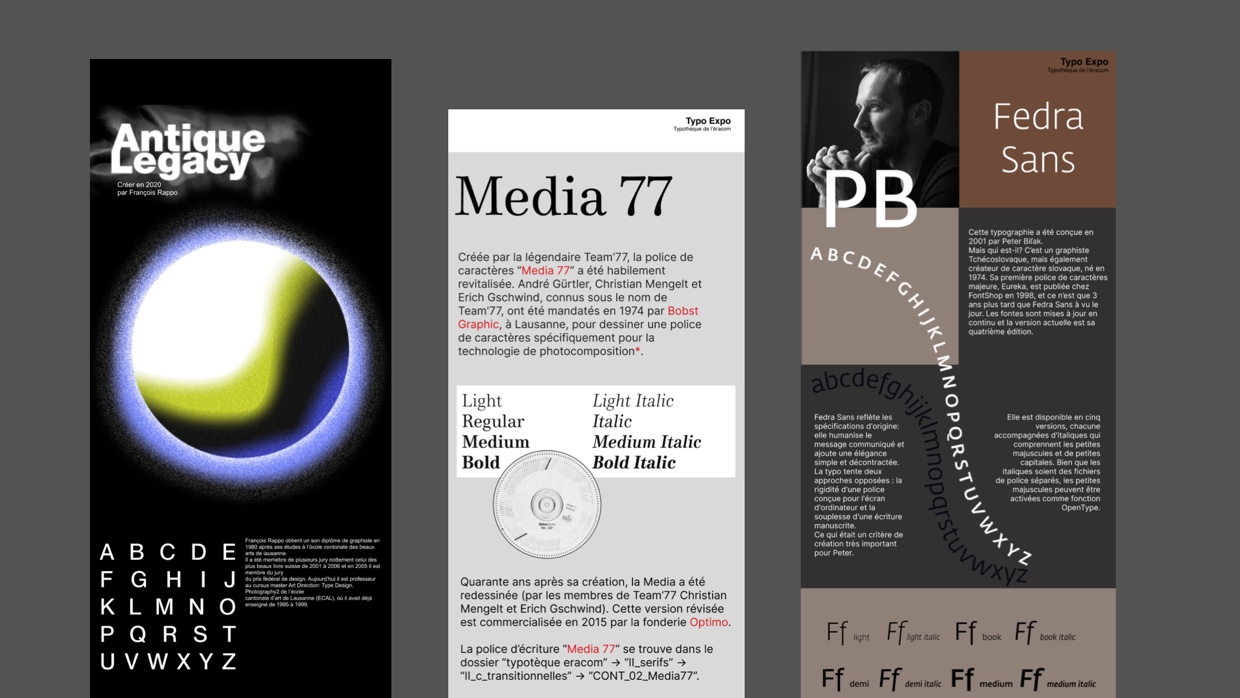 Antique
Legacy
Créer en 2020
par François Rappo
A B C D E
F G H I J
K L M N O
P Q R S T
U V W X Y Z
François Rappo obtient un son diplôme de graphiste en
1980 après ses études à l'école contonale des beaux
arts de lausanne.
Il a été memebre de plusieurs jury nottement celui des
plus beaux livre suisse de 2001 à 2006 et en 2005 il est
membre du jury
du prix fédéral de design. Aujourd'hui il est professeur
au cursus master Art Direction: Type Design,
Photography2 de l'école
cantonale d'art de Lausanne (ECAL), où il avait déjà
enseigné de 1995 à 1999.
Typo Expo
Typothèque de l'éracom
Media 77
Créée par la légendaire Team'77, la police de
caractères “Media 77” a été habilement
revitalisée. André Gürtler, Christian Mengelt et
Erich Gschwind, connus sous le nom de
Team'77, ont été mandatés en 1974 par Bobst
Graphic, à Lausanne, pour dessiner une police
de caractères spécifiquement pour la
technologie de photocomposition*.
Light
Regular
Medium
Bold
Light Italic
Italic
Medium Italic
Bold Italic
Quarante ans après sa création, la Media a été
redessinée (par les membres de Team'77 Christian
Mengelt et Erich Gschwind). Cette version révisée
est commercialisée en 2015 par la fonderie Optimo.
La police d'écriture “Media 77” se trouve dans le
dossier “typotèque eracom” → “II_serifs” →
“II_c_transitionnelles” → “CONT_02_Media77”.
Typo Expo
Typothèque de l'éracom
Fedra
Sans
PB
Cette typographie a été conçue en
2001 par Peter Biľak.
Mais qui est-il? C'est un graphiste
Tchécoslovaque, mais également
créateur de caractère slovaque, né en
1974. Sa première police de caractères
majeure, Eureka, est publiée chez
FontShop en 1998, et ce n'est que 3
ans plus tard que Fedra Sans à vu le
jour. Les fontes sont mises à jour en
continu et la version actuelle est sa
quatrième édition.
ABCDEFGHIJKLMNOPQRSTUVWXYZ
abcdefghijklmnopqrstuvwxyz
Fedra Sans reflète les
spécifications d'origine:
elle humanise le
message communiqué et
ajoute une élégance
simple et décontractée.
La typo tente deux
approches opposées : la
rigidité d'une police
conçue pour l'écran
d'ordinateur et la
souplesse d'une écriture
manuscrite.
Ce qui était un critère de
création très important
pour Peter.
Elle est disponible en cinq
versions, chacune
accompagnées d'italiques qui
comprennent les petites
majuscules et de petites
capitales. Bien que les
italiques soient des fichiers
de police séparés, les petites
majuscules peuvent être
activées comme fonction
OpenType.
Ff light Ff light italic Ff book Ff book italic
Ff demi Ff demi italic Ff medium Ff medium italic